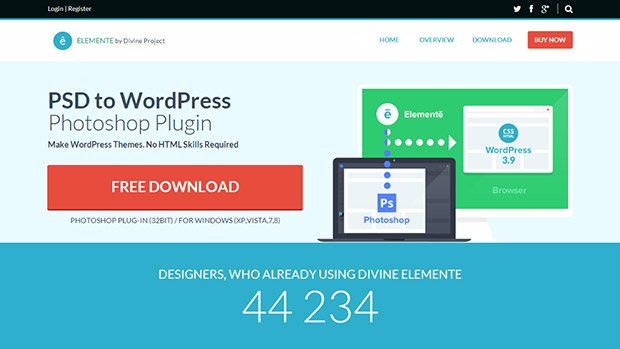 Login | Register
ē ELEMENTE by Divine Project
HOME OVERVIEW DOWNLOAD BUY NOW
PSD to WordPress
Photoshop Plugin
Make WordPress Themes. No HTML Skills Required
FREE DOWNLOAD
PHOTOSHOP PLUG-IN (32BIT) / FOR WINDOWS (XP,VISTA,7,8)
ē Elementē
CSS
HTML
WordPress
3.9
Browser
Ps
Photoshop
DESIGNERS, WHO ALREADY USING DIVINE ELEMENTE
44 234